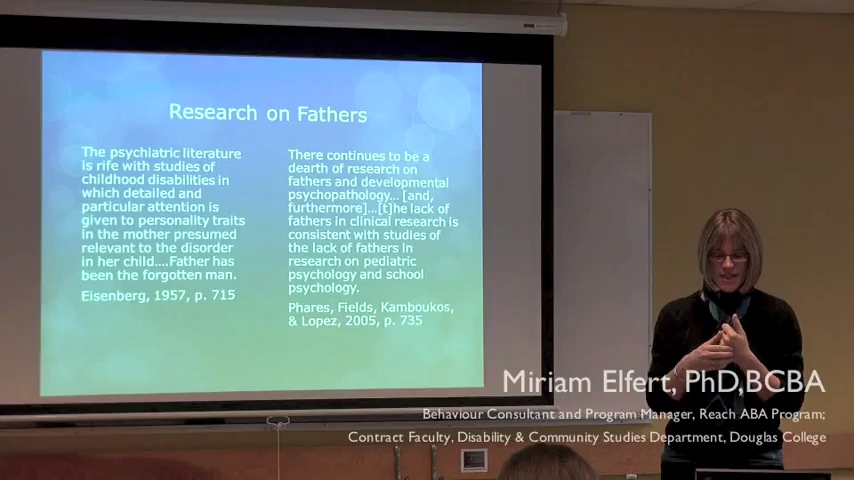 Research on Fathers
The psychiatric literature
is rife with studies of
childhood disabilities in
which detailed and
particular attention is
given to personality traits
in the mother presumed
relevant to the disorder
in her child....Father has
been the forgotten man.
Eisenberg, 1957, p. 715
There continues to be a
dearth of research on
fathers and developmental
psychopathology... [and,
furthermore]...[t]he lack of
fathers in clinical research is
consistent with studies of
the lack of fathers in
research on pediatric
psychology and school
psychology.
Phares, Fields, Kamboukos,
& Lopez, 2005, p. 735
Miriam Elfert, PhD,BCBA
Behaviour Consultant and Program Manager, Reach ABA Program;
Contract Faculty, Disability & Community Studies Department, Douglas College